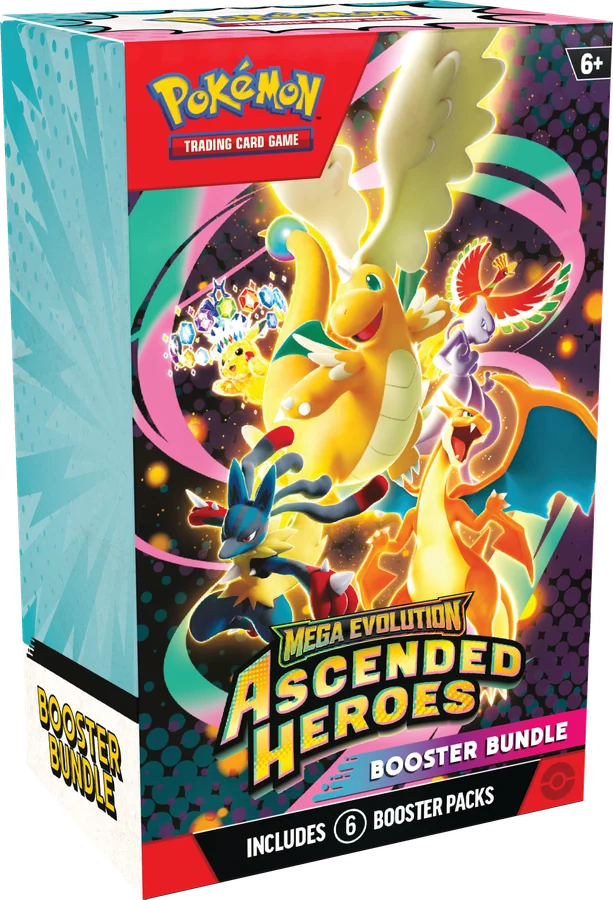 6+
POKéMON
TRADING CARD GAME
MEGA EVOLUTION
ASCENDED
HEROES
BOOSTER BUNDLE
INCLUDES 6 BOOSTER PACKS
BOOSTER
BUNDLE